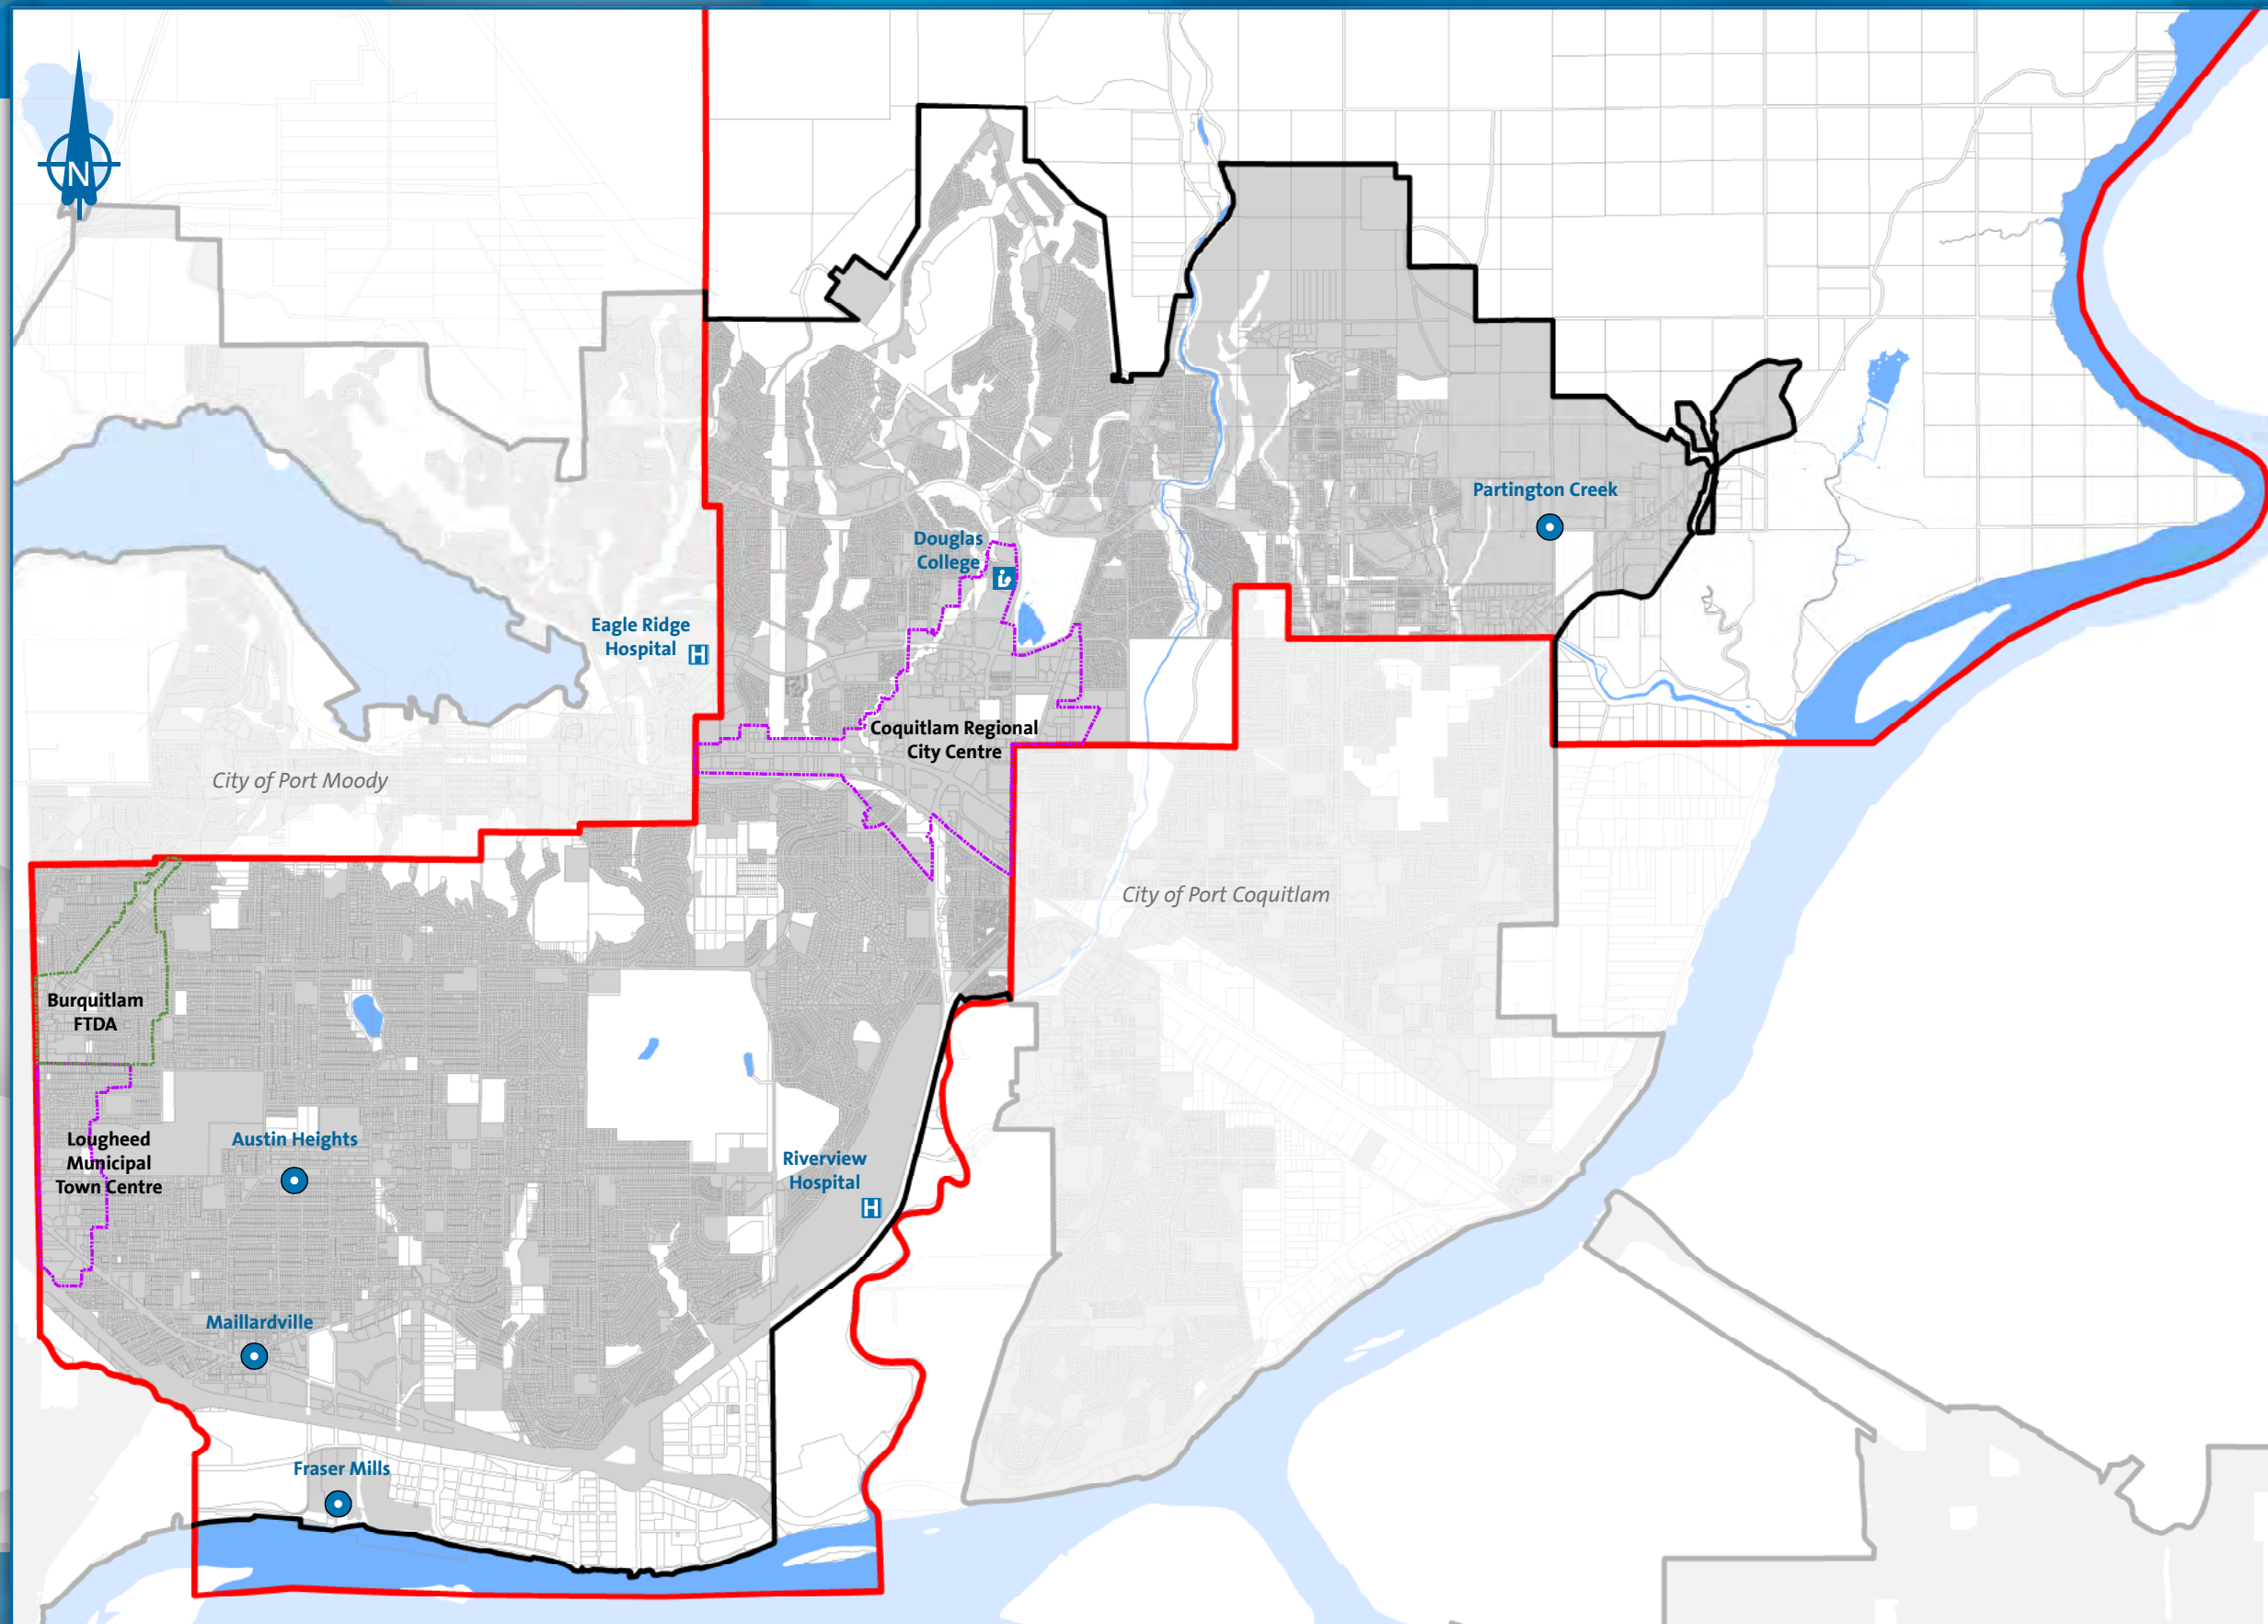 N
Partington Creek
Douglas
College
Eagle Ridge
Hospital
H
Coquitlam Regional
City Centre
City of Port Moody
City of Port Coquitlam
Burquitlam
FTDA
Lougheed
Municipal
Town Centre
Austin Heights
Riverview
Hospital
H
Maillardville
Fraser Mills